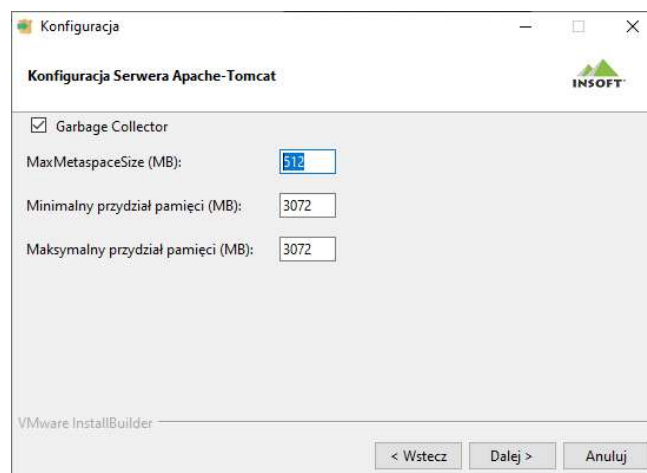 Konfiguracja
Konfiguracja Serwera Apache-Tomcat
INSOFT
Garbage Collector
MaxMetaspaceSize (MB): 512
Minimalny przydział pamięci (MB): 3072
Maksymalny przydział pamięci (MB): 3072
VMware InstallBuilder
< Wstecz Dalej > Anuluj